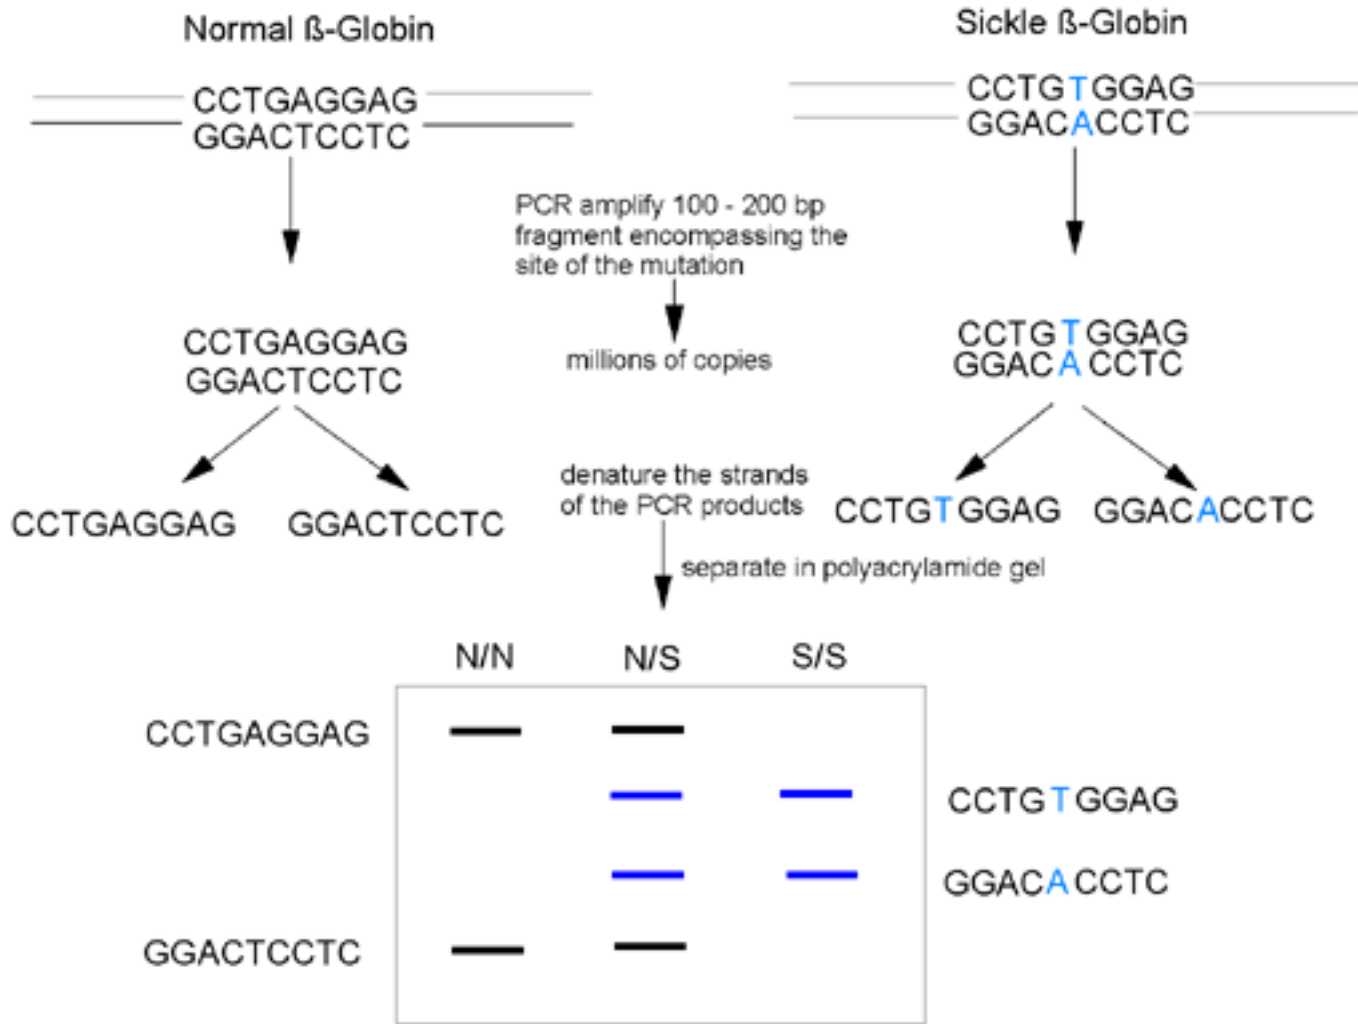 Normal ß-Globin
Sickle ß-Globin
CCTGAGGAG
GGACTCCTC
CCTGTGGAG
GGACACCTC
PCR amplify 100 - 200 bp
fragment encompassing the
site of the mutation
millions of copies
CCTGAGGAG
GGACTCCTC
CCTGTGGAG
GGACACCTC
denature the strands
of the PCR products
CCTGAGGAG GGACTCCTC
CCTGTGGAG GGACACCTC
separate in polyacrylamide gel
N/N N/S S/S
CCTGAGGAG
CCTGTGGAG
GGACACCTC
GGACTCCTC